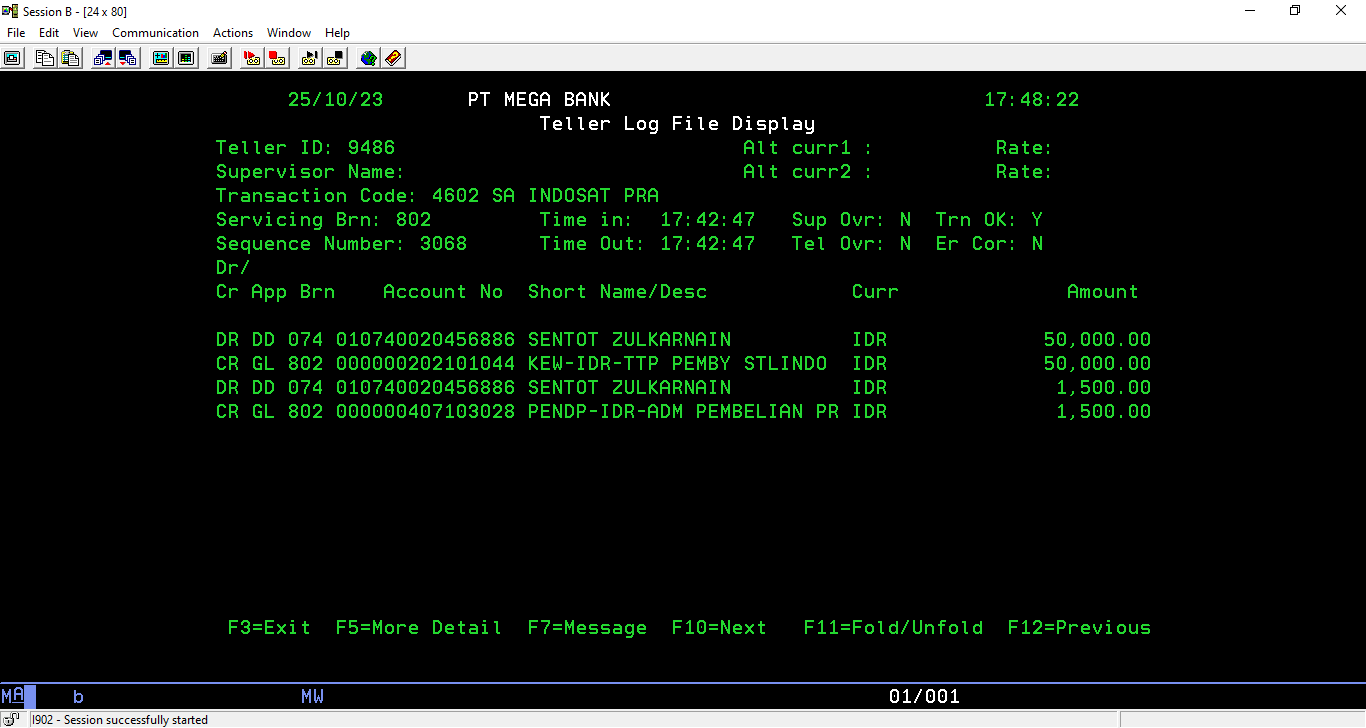 Session B - [24 x 80]
File Edit View Communication Actions Window Help
25/10/23 PT MEGA BANK 17:48:22
Teller Log File Display
Teller ID: 9486 Alt curr1 : Rate:
Supervisor Name: Alt curr2 : Rate:
Transaction Code: 4602 SA INDOSAT PRA
Servicing Brn: 802 Time in: 17:42:47 Sup Ovr: N Trn OK: Y
Sequence Number: 3068 Time Out: 17:42:47 Tel Ovr: N Er Cor: N
Dr/
Cr App Brn Account No Short Name/Desc Curr Amount
DR DD 074 010740020456886 SENTOT ZULKARNAIN IDR 50,000.00
CR GL 802 000000202101044 KEW-IDR-TTP PEMBY STLINDO IDR 50,000.00
DR DD 074 010740020456886 SENTOT ZULKARNAIN IDR 1,500.00
CR GL 802 000000407103028 PENDP-IDR-ADM PEMBELIAN PR IDR 1,500.00
F3=Exit F5=More Detail F7=Message F10=Next F11=Fold/Unfold F12=Previous
MA b MW 01/001
I902 - Session successfully started